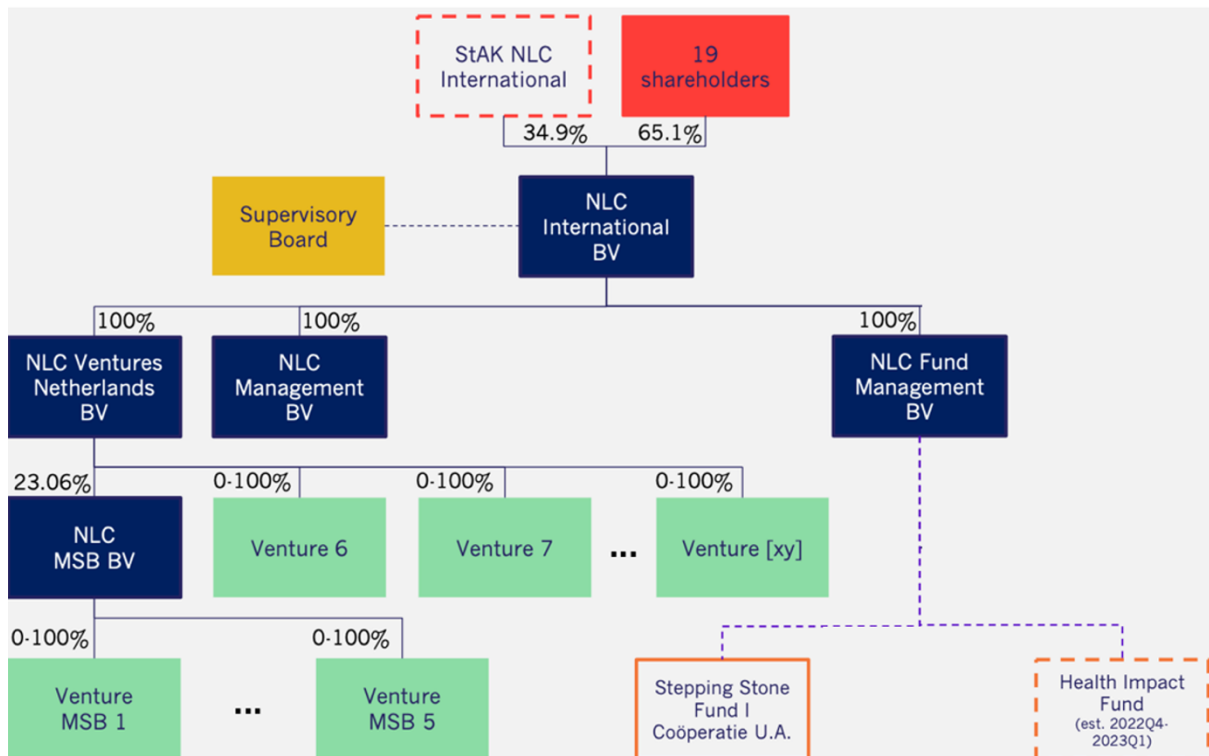 StAK NLC
International
19
shareholders
34.9%
65.1%
Supervisory
Board
NLC
International
BV
100%
100%
100%
NLC Ventures
Netherlands
BV
NLC
Management
BV
NLC Fund
Management
BV
23.06%
0-100%
0-100%
0-100%
NLC
MSB BV
Venture 6
Venture 7
...
Venture [xy]
0-100%
0-100%
Venture
MSB 1
...
Venture
MSB 5
Stepping Stone
Fund I
Coöperatie U.A.
Health Impact
Fund
(est. 2022Q4-
2023Q1)